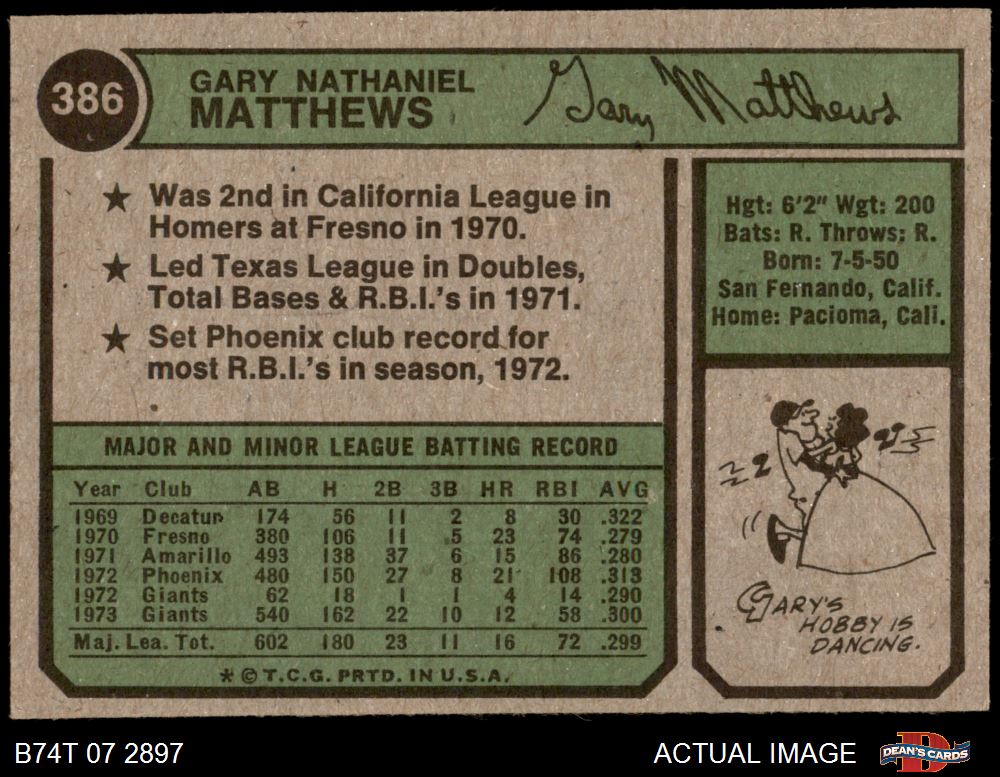 386
GARY NATHANIEL
MATTHEWS
Gary Matthews
★ Was 2nd in California League in
Homers at Fresno in 1970.
★ Led Texas League in Doubles,
Total Bases & R.B.I.'s in 1971.
★ Set Phoenix club record for
most R.B.I.'s in season, 1972.
Hgt: 6'2" Wgt: 200
Bats: R. Throws: R.
Born: 7-5-50
San Fernando, Calif.
Home: Pacioma, Cali.
MAJOR AND MINOR LEAGUE BATTING RECORD
Year Club AB H 2B 3B HR RBI AVG
1969 Decatur 174 56 11 2 8 30 .322
1970 Fresno 380 106 11 5 23 74 .279
1971 Amarillo 493 138 37 6 15 86 .280
1972 Phoenix 480 150 27 8 21 108 .313
1972 Giants 62 18 1 1 4 14 .290
1973 Giants 540 162 22 10 12 58 .300
Maj. Lea. Tot. 602 180 23 11 16 72 .299
* © T.C.G. PRTD. IN U.S.A.
GARY'S
HOBBY IS
DANCING.
B74T 07 2897
ACTUAL IMAGE
DEAN'S CARDS